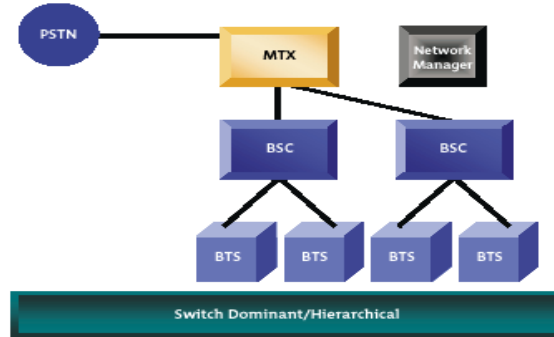 PSTN
MTX
Network
Manager
BSC
BSC
BTS
BTS
BTS
BTS
Switch Dominant/Hierarchical